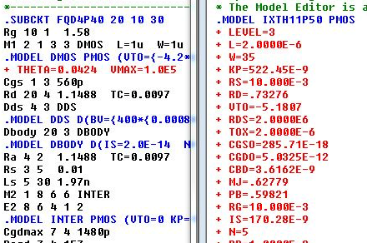 *--------------------------
.SUBCKT FQD4P40 20 10 30
Rg 10 1 1.58
M1 2 1 3 3 DMOS L=1u W=1u
.MODEL DMOS PMOS (VTO={-4.2*
+ THETA=0.0424 VMAX=1.0E5
Cgs 1 3 560p
Rd 20 4 1.1488 TC=0.0097
Dds 4 3 DDS
.MODEL DDS D(BV={400*{0.0008
Dbody 20 3 DBODY
.MODEL DBODY D(IS=2.0E-14 N
Ra 4 2 1.1488 TC=0.0097
Rs 3 5 0.01
Ls 5 30 1.97n
M2 1 8 6 6 INTER
E2 8 6 4 2
.MODEL INTER PMOS (VTO=0 KP=
Cgdmax 7 4 1480p
* The Model Editor is a
.MODEL IXTH11P50 PMOS
+ LEVEL=3
+ L=2.0000E-6
+ W=35
+ KP=522.45E-9
+ RS=10.000E-3
+ RD=.73276
+ VTO=-5.1807
+ RDS=2.0000E6
+ TOX=2.0000E-6
+ CGSO=285.71E-18
+ CGDO=5.0325E-12
+ CBD=3.6162E-9
+ MJ=.62779
+ PB=.59821
+ RG=10.000E-3
+ IS=170.28E-9
+ N=5